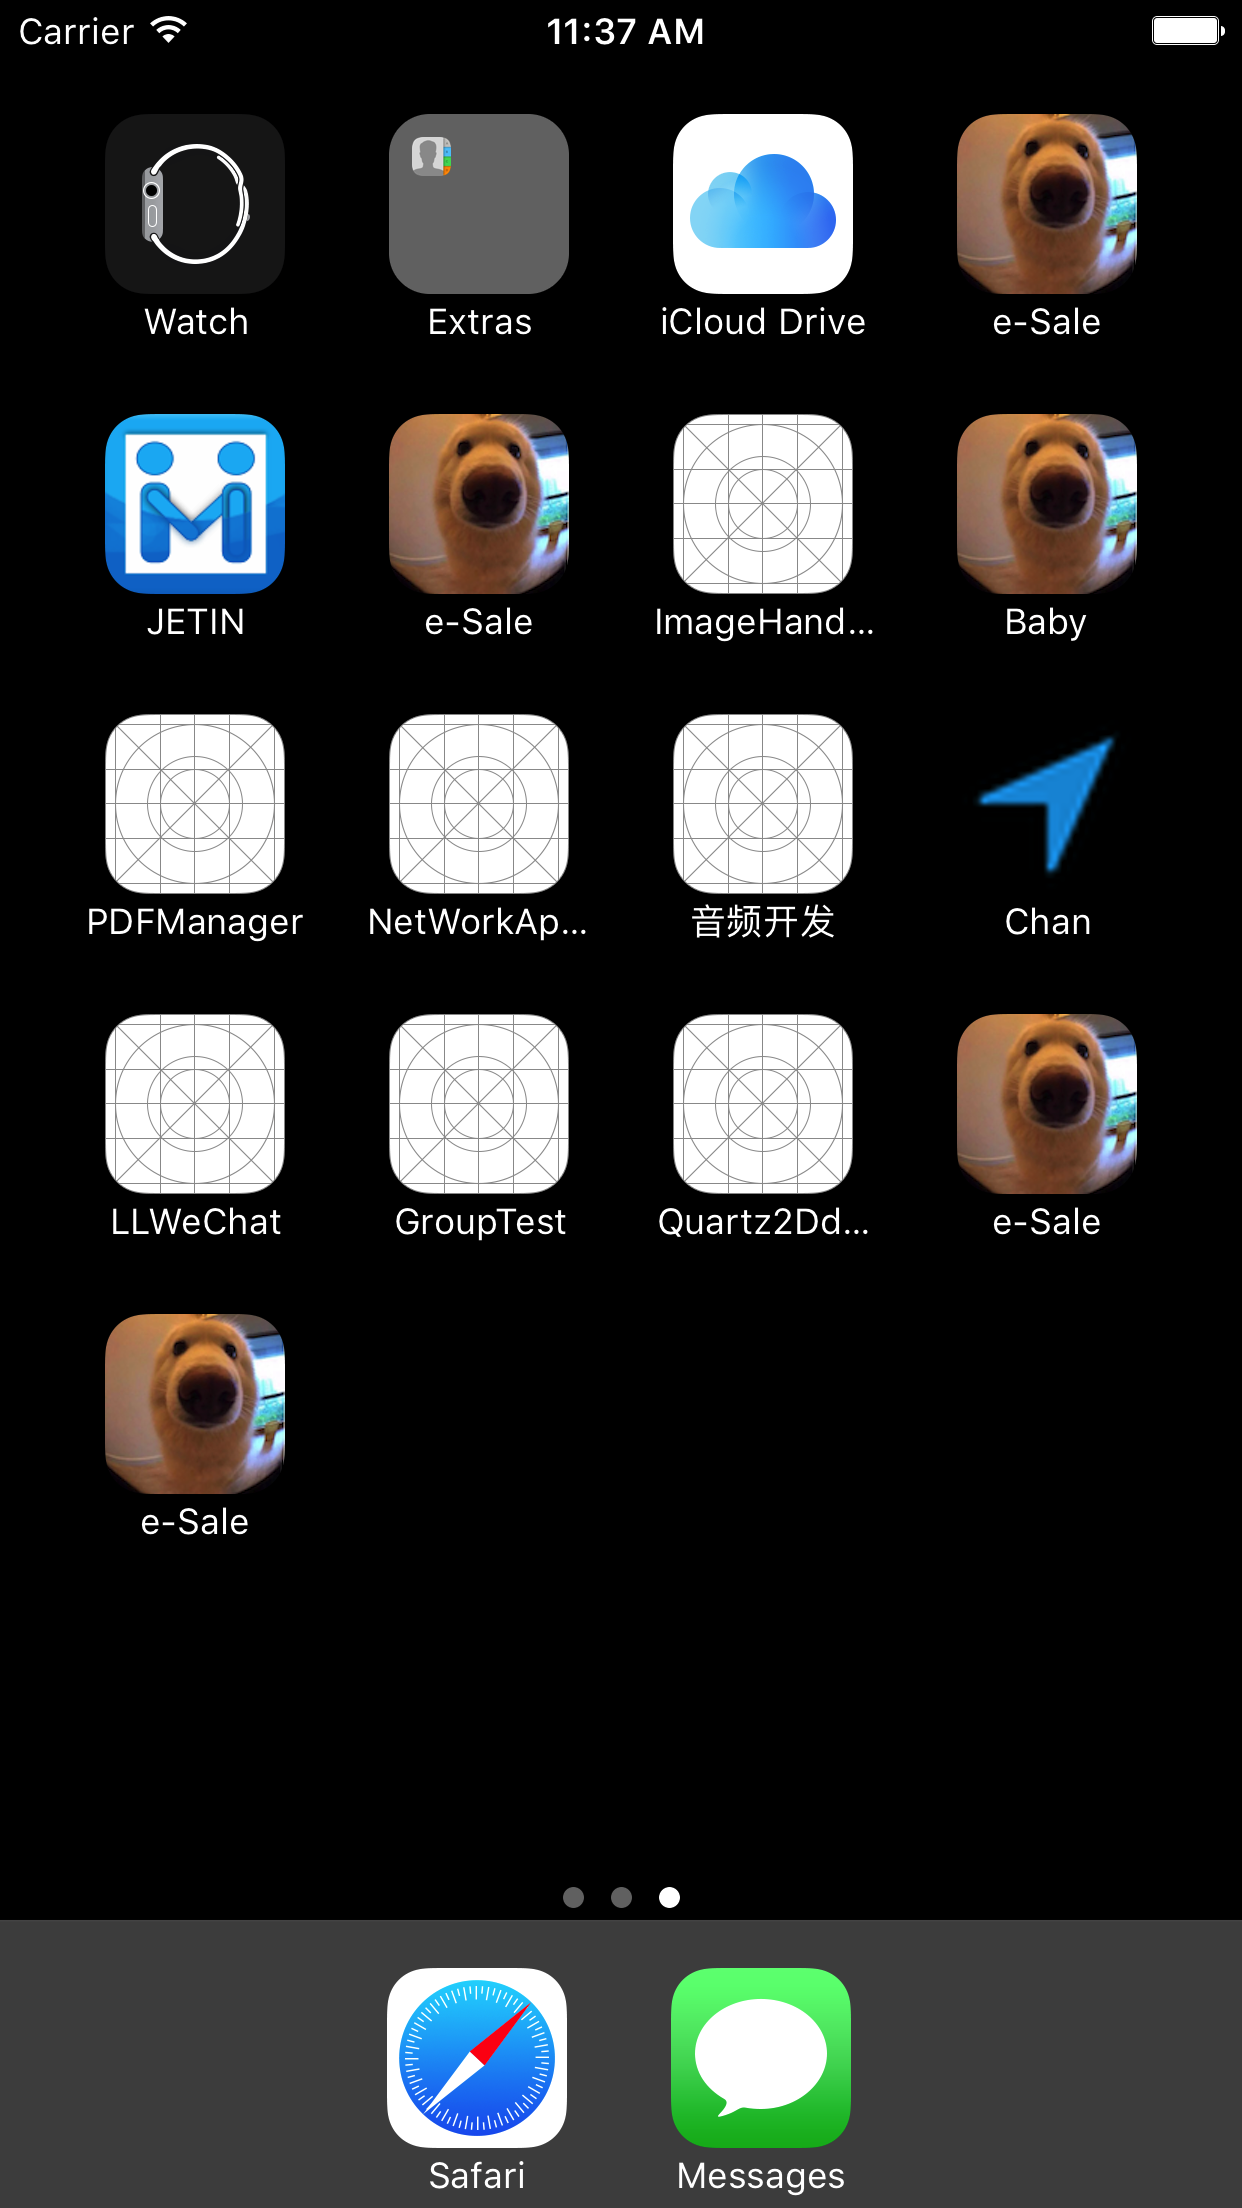 Carrier 11:37 AM
Watch Extras iCloud Drive e-Sale
JETIN e-Sale ImageHand... Baby
PDFManager NetWorkAp... 音频开发 Chan
LLWeChat GroupTest Quartz2Dd... e-Sale
e-Sale
Safari Messages